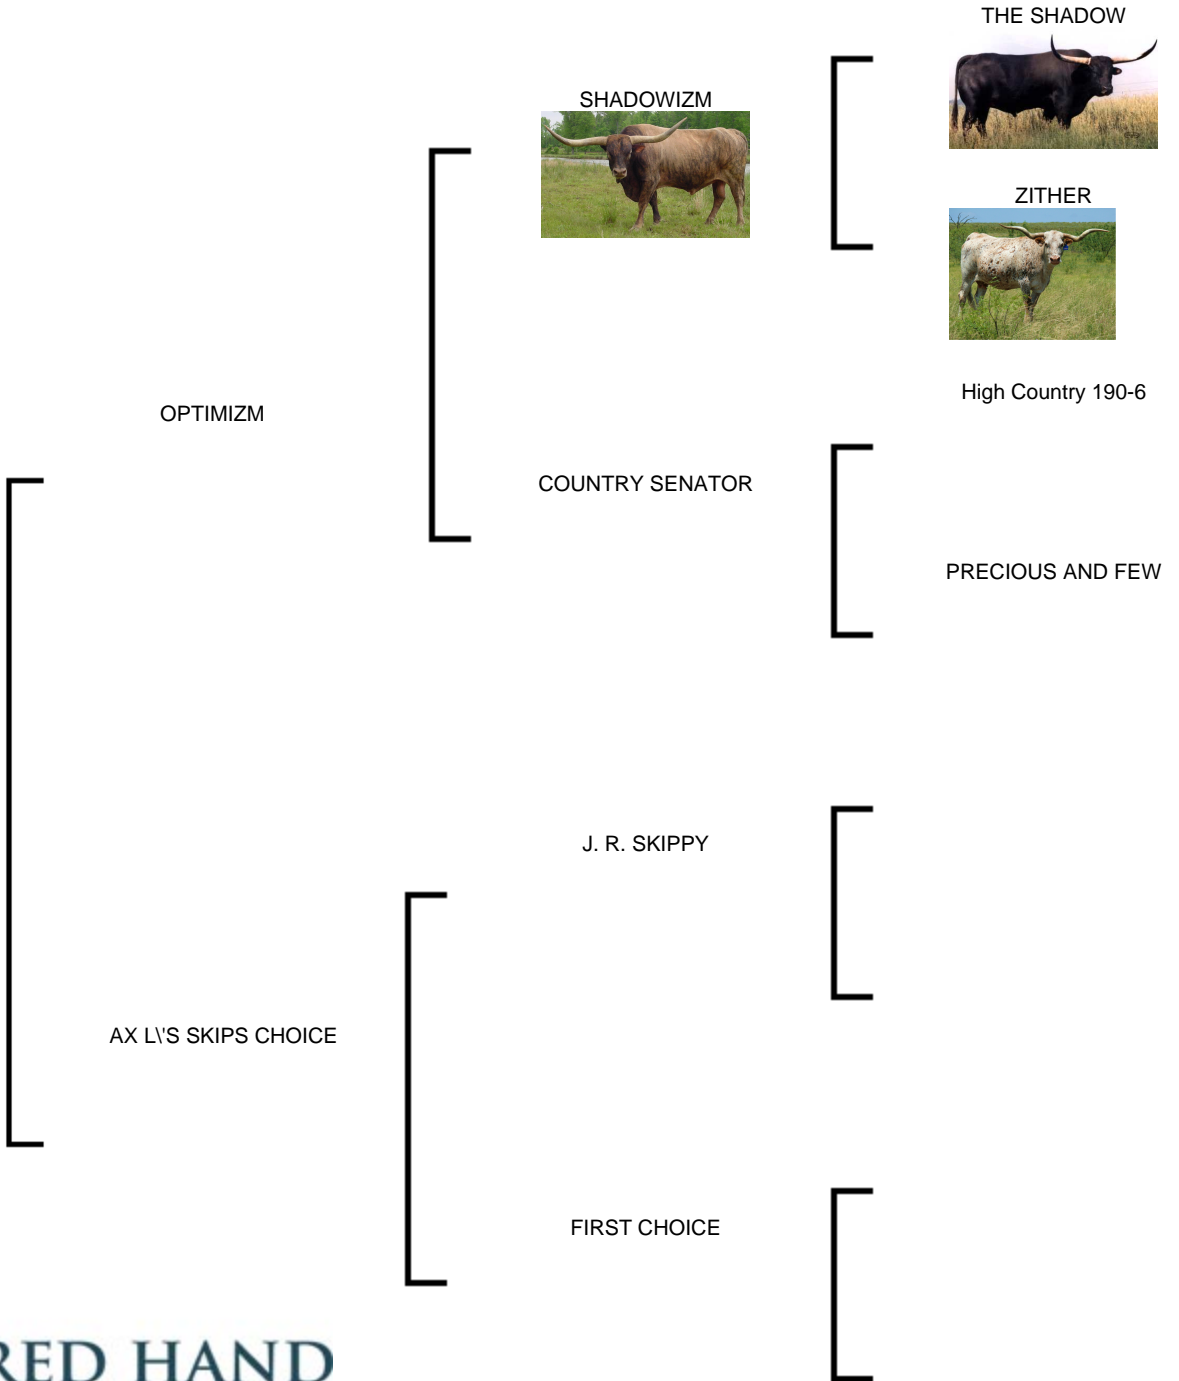 THE SHADOW
SHADOWIZM
ZITHER
High Country 190-6
OPTIMIZM
COUNTRY SENATOR
PRECIOUS AND FEW
J. R. SKIPPY
AX L\'S SKIPS CHOICE
FIRST CHOICE
RED HAND